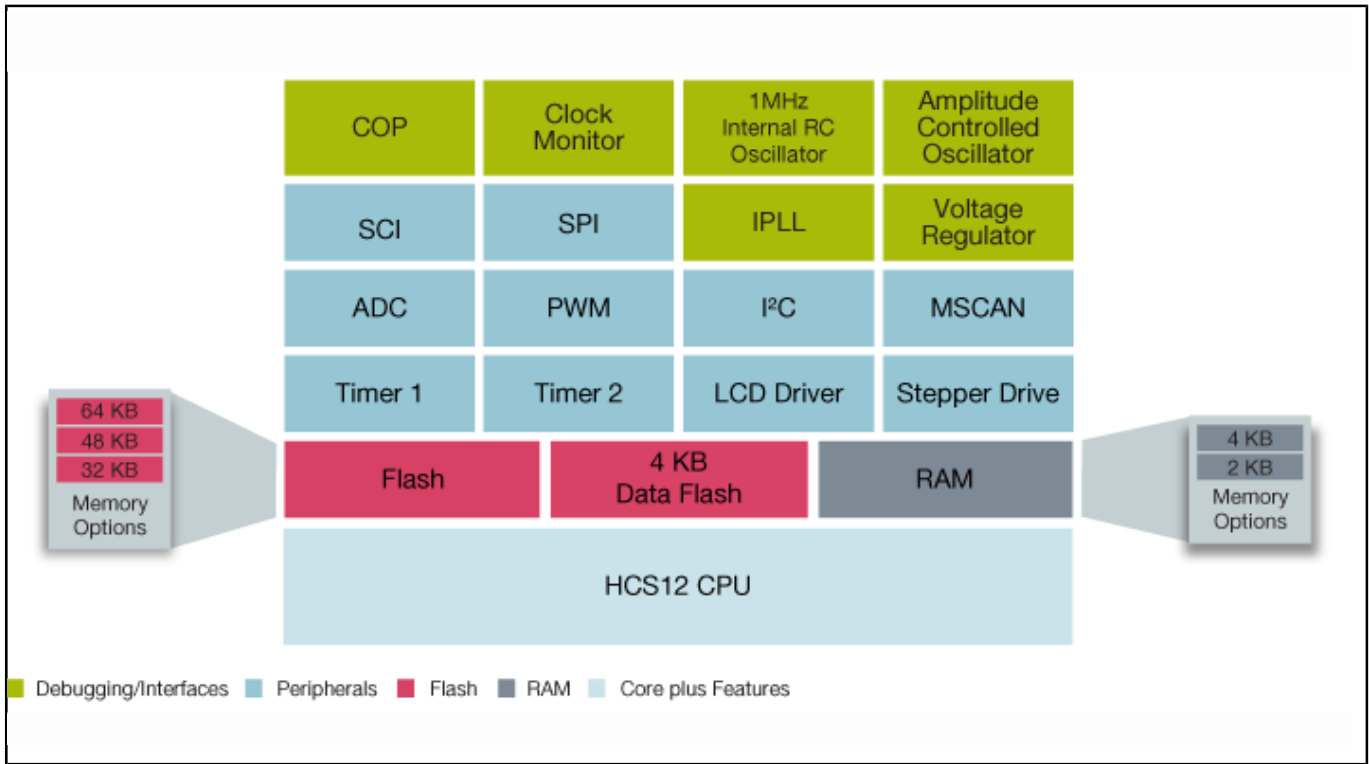 COP
Clock
Monitor
1MHz
Internal RC
Oscillator
Amplitude
Controlled
Oscillator
SCI
SPI
IPLL
Voltage
Regulator
ADC
PWM
I²C
MSCAN
Timer 1
Timer 2
LCD Driver
Stepper Drive
64 KB
48 KB
32 KB
Memory
Options
Flash
4 KB
Data Flash
RAM
4 KB
2 KB
Memory
Options
HCS12 CPU
Debugging/Interfaces Peripherals Flash RAM Core plus Features